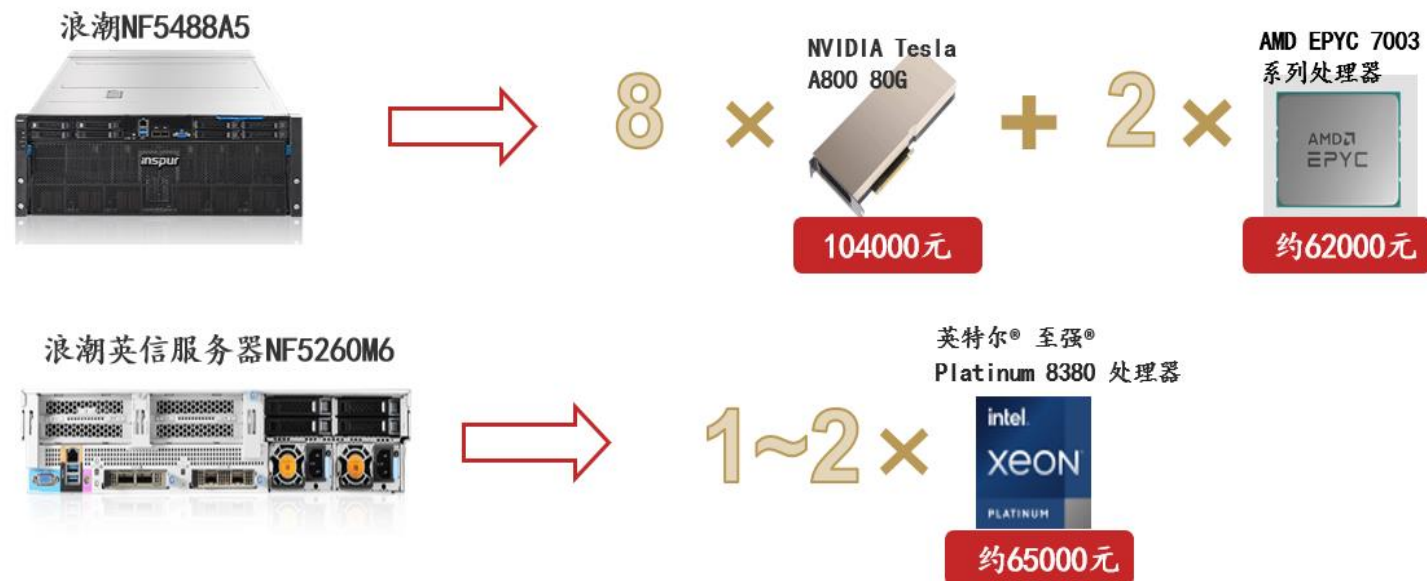 浪潮NF5488A5
inspur
8
×
NVIDIA Tesla
A800 80G
+
2
×
AMD EPYC 7003
系列处理器
AMD
EPYC
104000元
约62000元
浪潮英信服务器NF5260M6
1~2
×
英特尔® 至强®
Platinum 8380 处理器
intel.
XEON
PLATINUM
约65000元